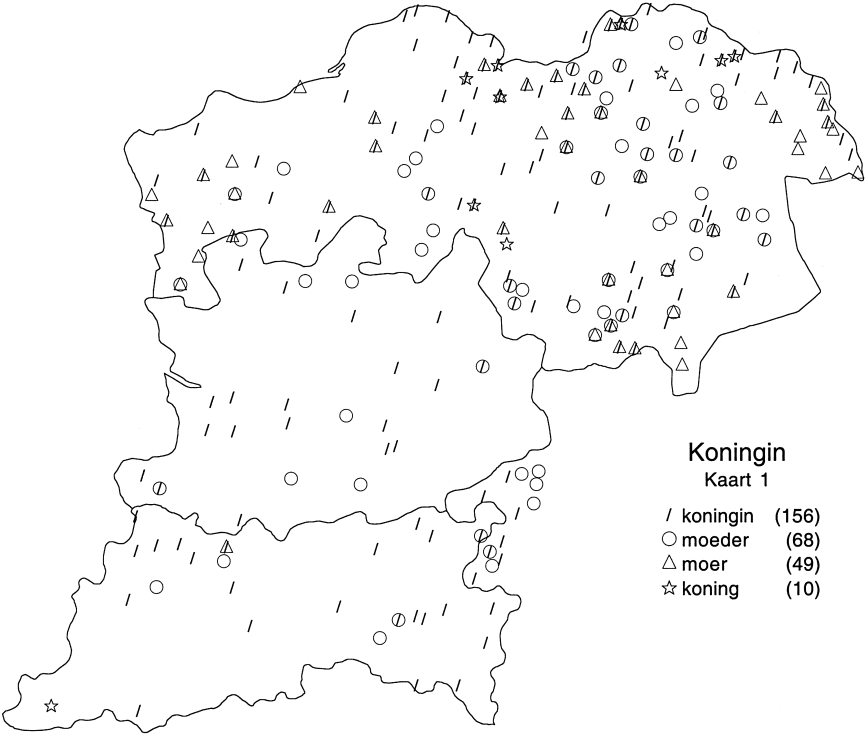 Koningin
Kaart 1
koningin (156)
moeder (68)
moer (49)
koning (10)